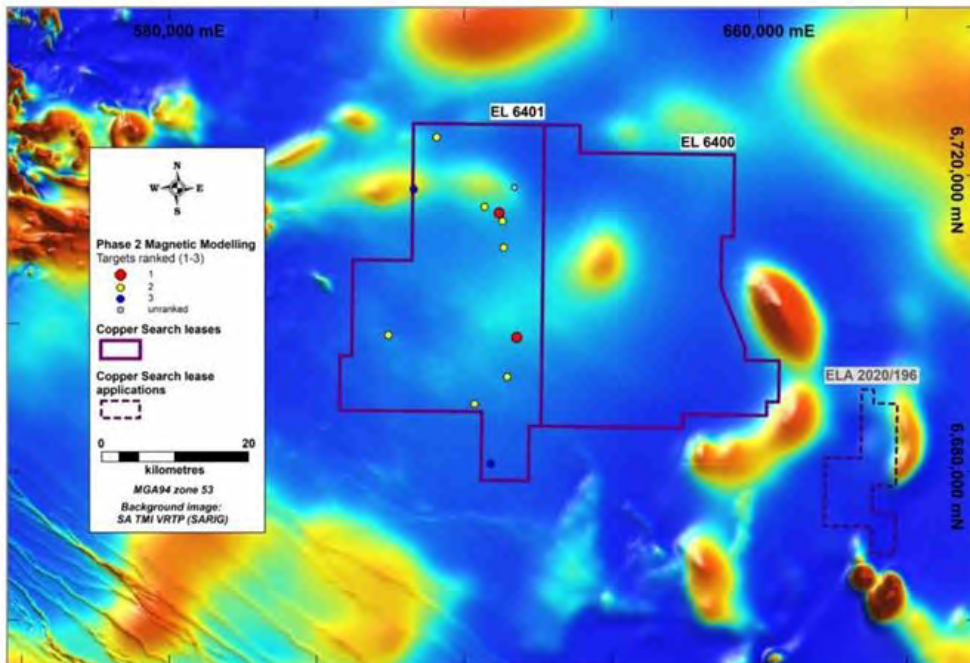 580,000 mE
660,000 mE
EL 6401
EL 6400
6,720,000 mN
N
W E
S
Phase 2 Magnetic Modelling
Targets ranked (1-3)
1
2
3
unranked
Copper Search leases
Copper Search lease
applications
0 20
kilometres
MGA94 zone 53
Background image:
SA TMI VRTP (SARIG)
ELA 2020/196
6,680,000 mN